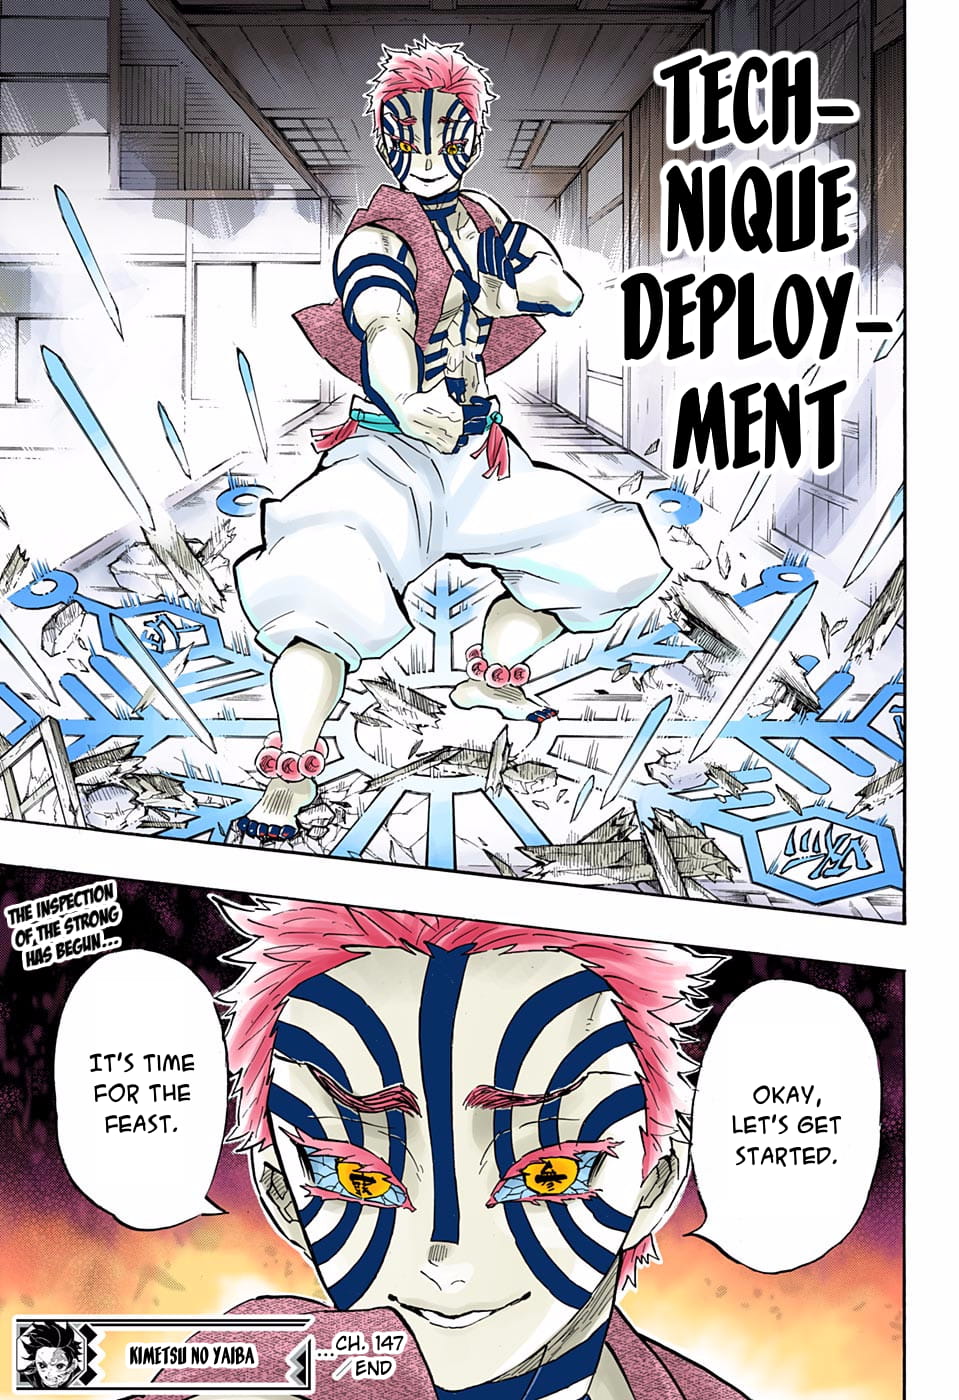 TECH-
NIQUE
DEPLOY-
MENT
OKAY,
LET'S GET
STARTED.
THE INSPECTION
OF THE STRONG
HAS BEGUN...
IT'S TIME
FOR THE
FEAST.
KIMETSU NO YAIBA
...CH. 147
/END